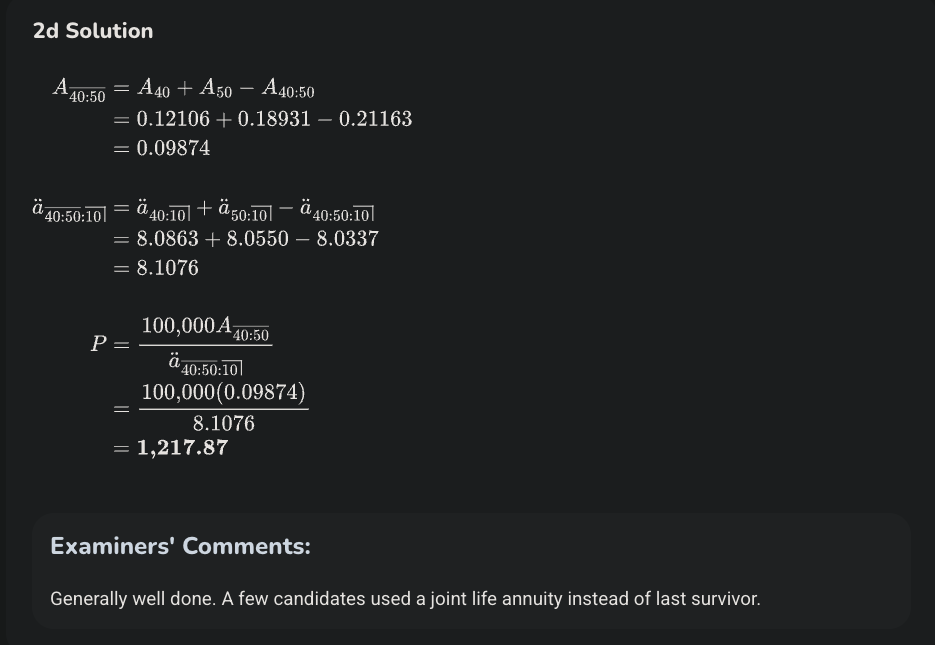 2d Solution
$A_{\overline{40:50}} = A_{40} + A_{50} - A_{40:50}$
$= 0.12106 + 0.18931 - 0.21163$
$= 0.09874$
$\ddot{a}_{\overline{40:50}:\overline{10}|} = \ddot{a}_{40:\overline{10}|} + \ddot{a}_{50:\overline{10}|} - \ddot{a}_{40:50:\overline{10}|}$
$= 8.0863 + 8.0550 - 8.0337$
$= 8.1076$
$P = \frac{100{,}000 A_{\overline{40:50}}}{\ddot{a}_{\overline{40:50}:\overline{10}|}}$
$= \frac{100{,}000(0.09874)}{8.1076}$
$= \mathbf{1{,}217.87}$
Examiners' Comments:
Generally well done. A few candidates used a joint life annuity instead of last survivor.